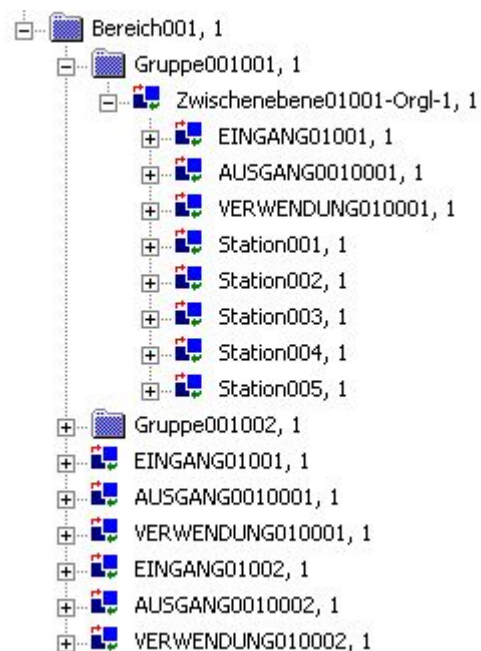 Bereich001, 1
Gruppe001001, 1
Zwischenebene01001-Orgl-1, 1
EINGANG01001, 1
AUSGANG0010001, 1
VERWENDUNG010001, 1
Station001, 1
Station002, 1
Station003, 1
Station004, 1
Station005, 1
Gruppe001002, 1
EINGANG01001, 1
AUSGANG0010001, 1
VERWENDUNG010001, 1
EINGANG01002, 1
AUSGANG0010002, 1
VERWENDUNG010002, 1